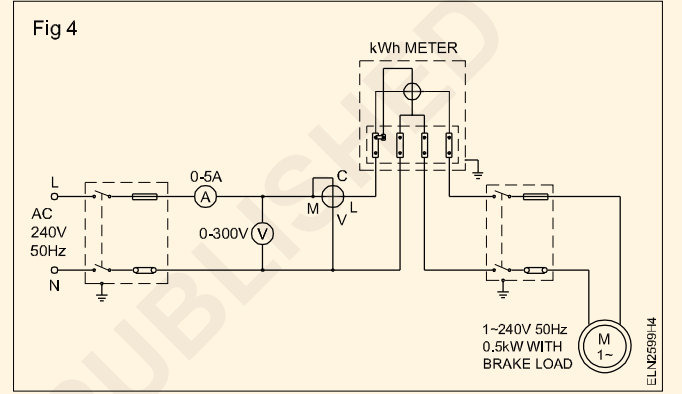 Fig 4
kWh METER
L
AC
240V
50Hz
N
0-5A
A
0-300V
V
M
C
L
V
1~240V 50Hz
0.5kW WITH
BRAKE LOAD
M
1~
ELN2599H4
PUBLISHED